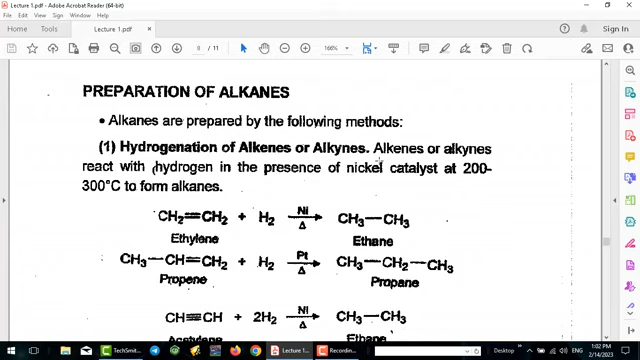 Lecture 1.pdf - Adobe Acrobat Reader (64-bit)
File Edit View Sign Window Help
Home Tools Lecture 1.pdf × Sign In
8 / 11 166%
PREPARATION OF ALKANES
• Alkanes are prepared by the following methods:
(1) Hydrogenation of Alkenes or Alkynes. Alkenes or alkynes
react with hydrogen in the presence of nickel catalyst at 200-
300°C to form alkanes.
CH₂=CH₂ + H₂ Ni Δ CH₃—CH₃
Ethylene Ethane
CH₃—CH=CH₂ + H₂ Pt Δ CH₃—CH₂—CH₃
Propene Propane
CH≡CH + 2H₂ Ni Δ CH₃—CH₃
Acetylene Ethane
TechSmit... Lecture 1.pdf... Recordin... Desktop ENG 1:02 PM
2/14/2023